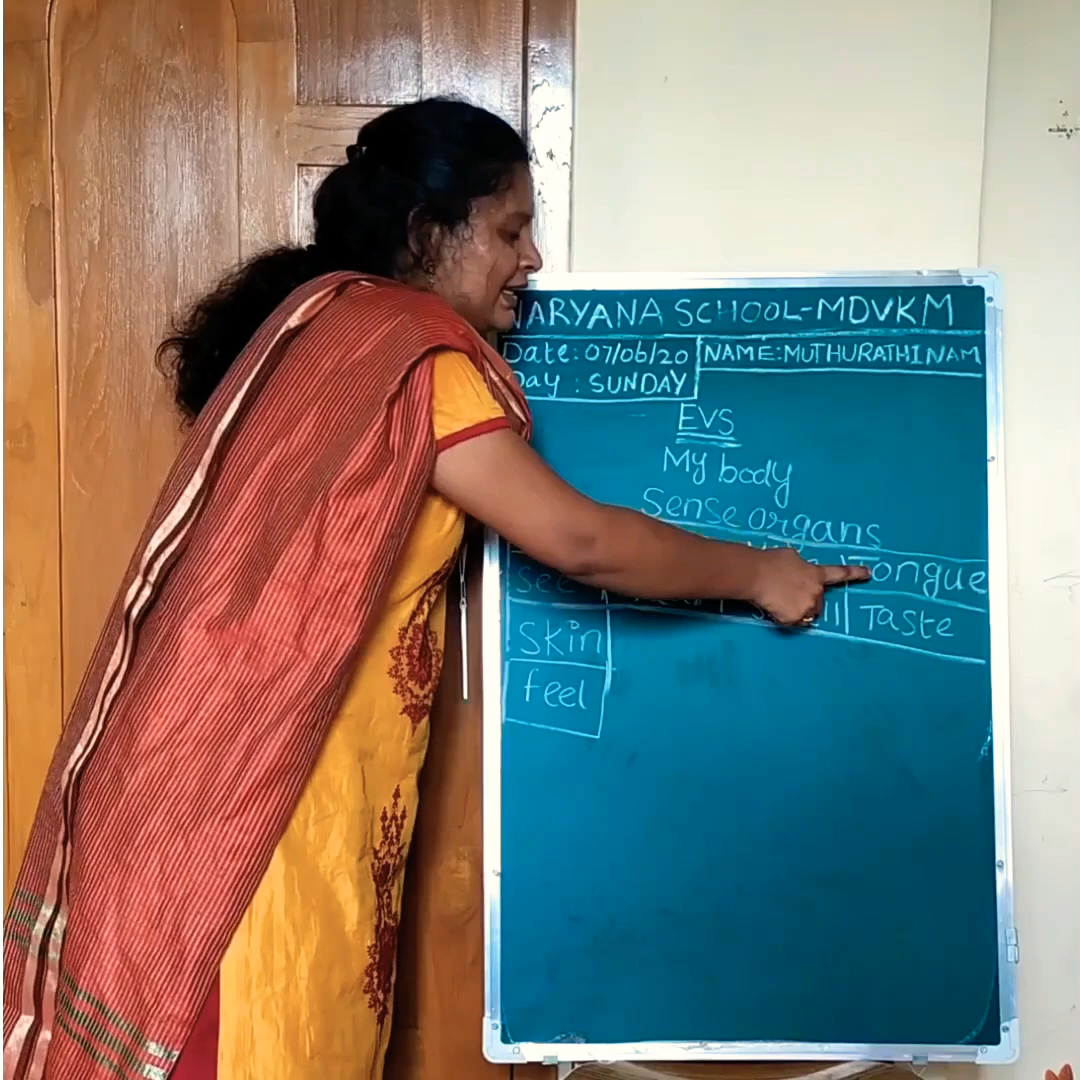 NARYANA SCHOOL-MDVKM
Date: 07/06/20
NAME: MUTHURATHINAM
Day : SUNDAY
EVS
My body
Sense organs
Tongue
See
Taste
Skin
feel